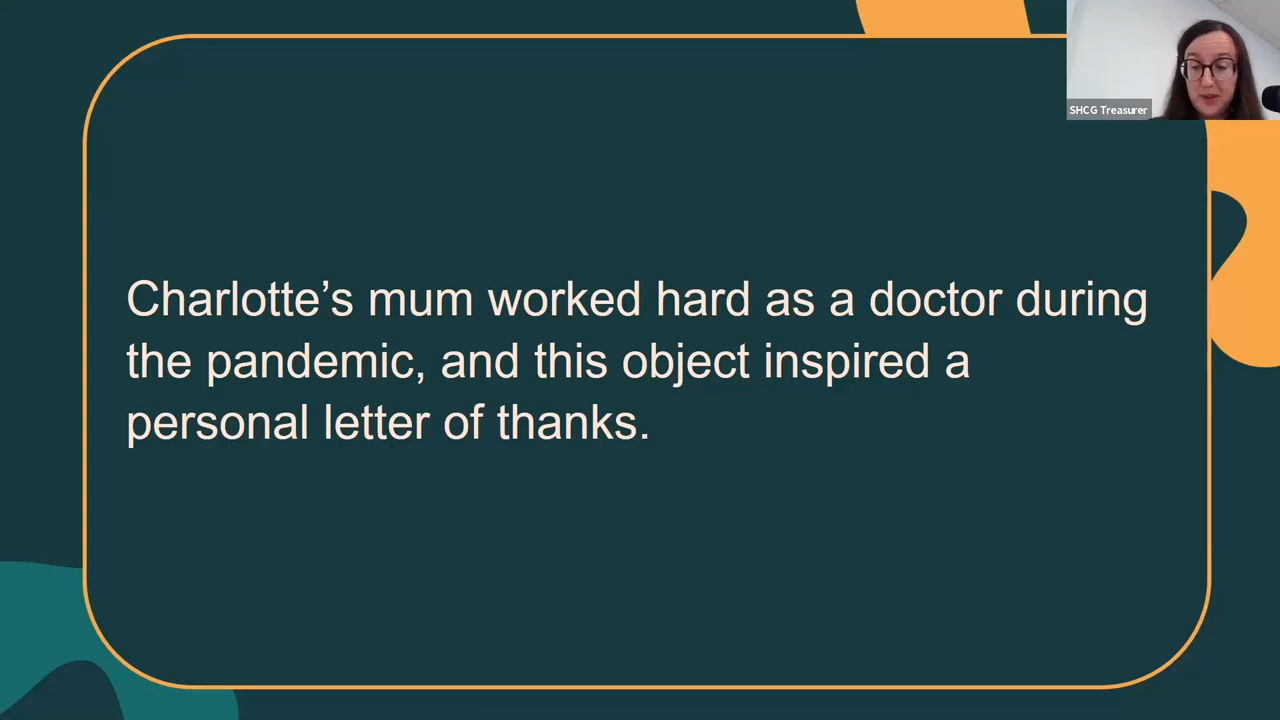 SHCG Treasurer
Charlotte’s mum worked hard as a doctor during
the pandemic, and this object inspired a
personal letter of thanks.